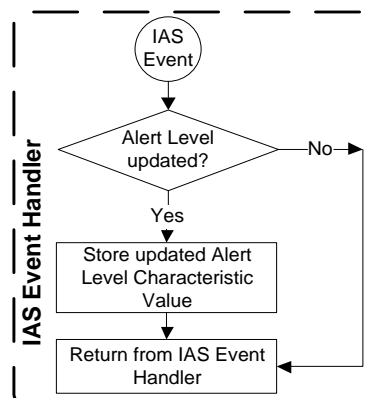 IAS
Event
Alert Level
updated?
No
Yes
Store updated Alert
Level Characteristic
Value
Return from IAS Event
Handler
IAS Event Handler